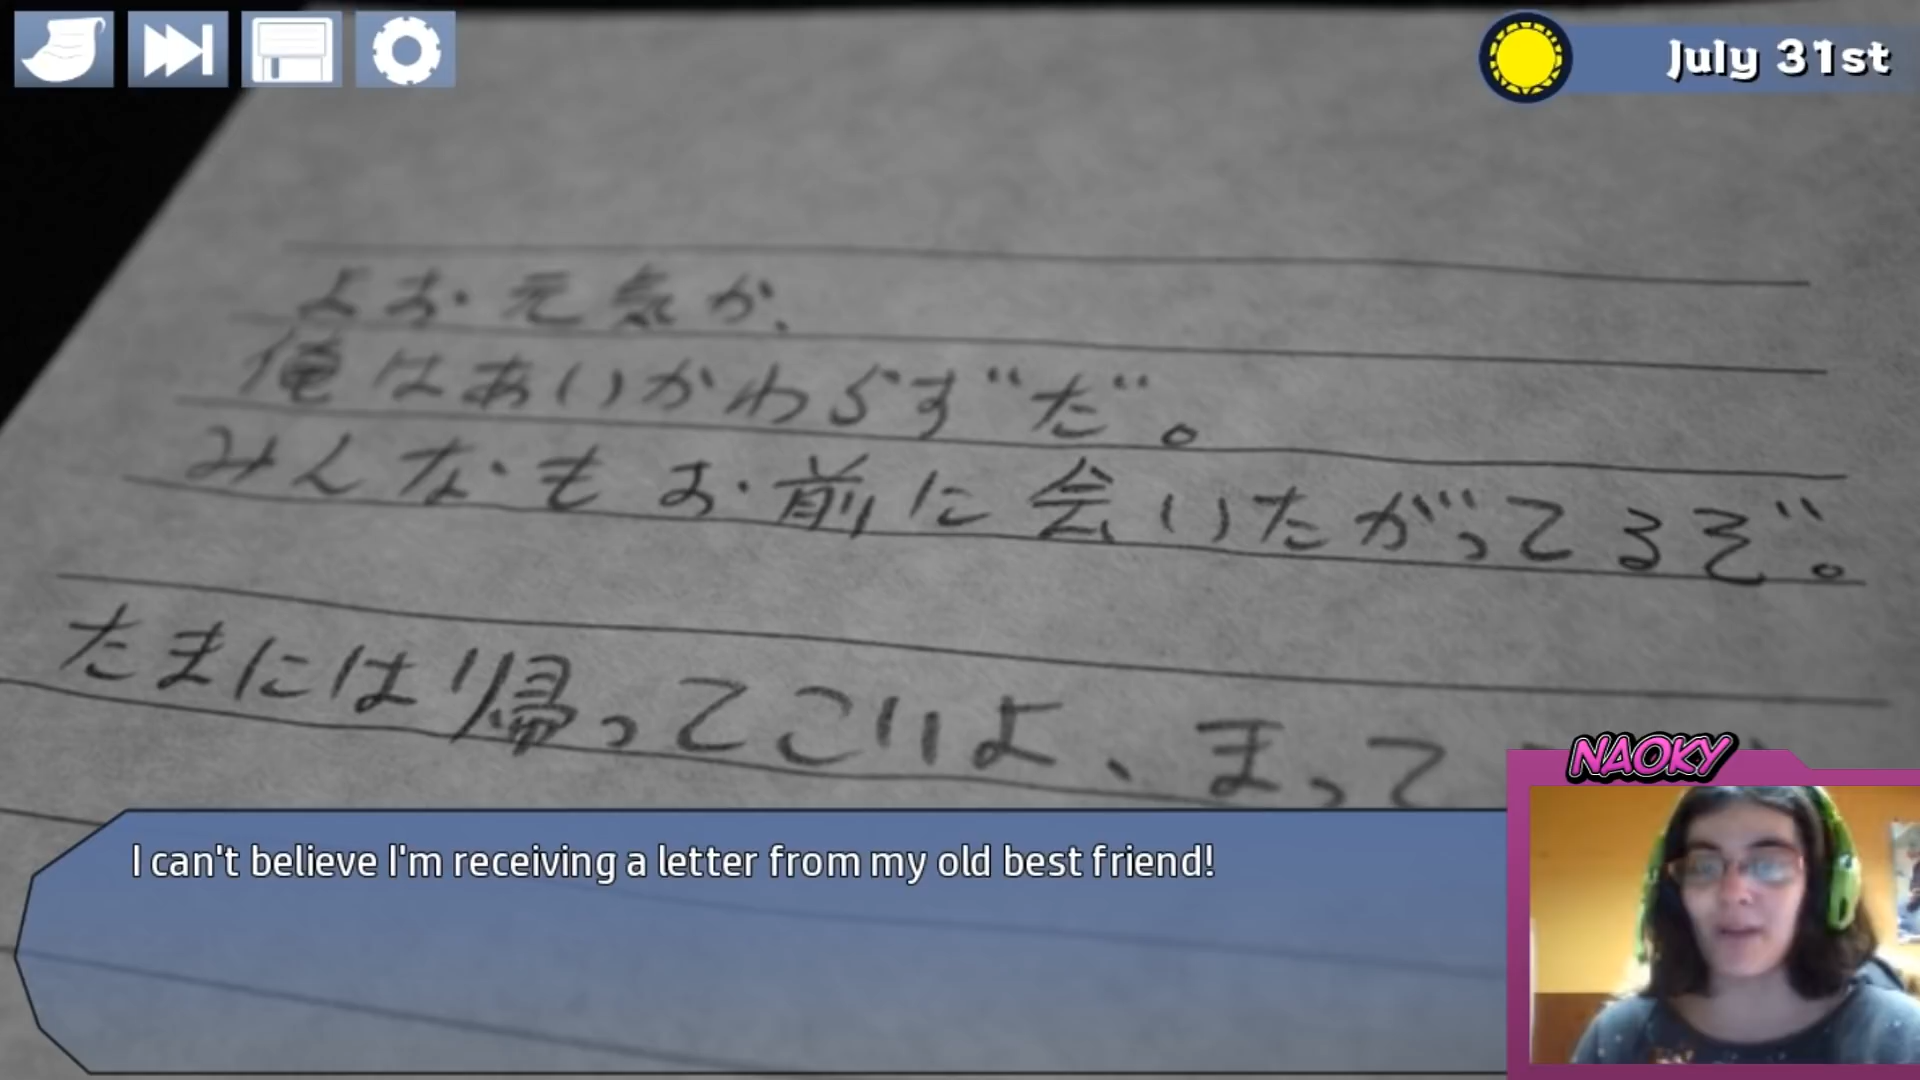 July 31st
よお元気か、
俺はあいかわらずだ。
みんなもお前に会いたがってるぞ。
たまには帰ってこいよ、まって
NAOKY
I can't believe I'm receiving a letter from my old best friend!